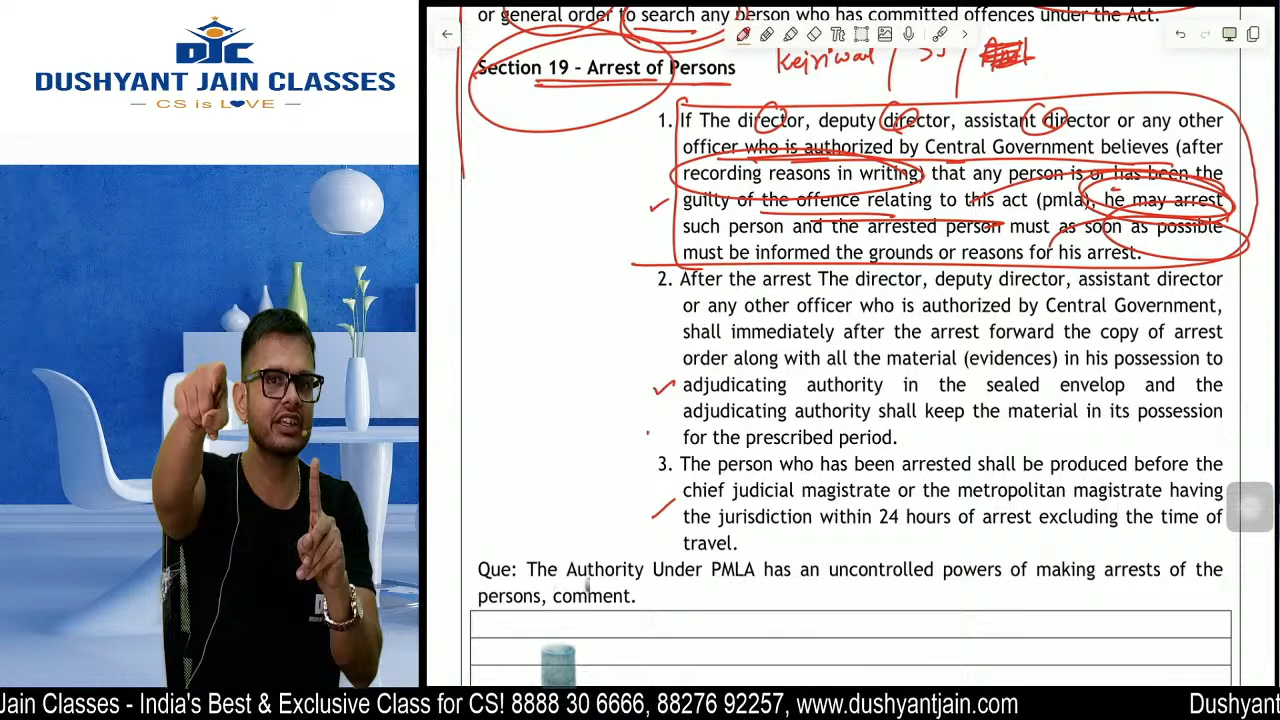 or general order to search any person who has committed offences under the Act.
DJC
DUSHYANT JAIN CLASSES
— CS is L❤VE —
Section 19 - Arrest of Persons
Kejriwal
1. If The director, deputy director, assistant director or any other
officer who is authorized by Central Government believes (after
recording reasons in writing) that any person is or has been the
guilty of the offence relating to this act (pmla), he may arrest
such person and the arrested person must as soon as possible
must be informed the grounds or reasons for his arrest.
2. After the arrest The director, deputy director, assistant director
or any other officer who is authorized by Central Government,
shall immediately after the arrest forward the copy of arrest
order along with all the material (evidences) in his possession to
adjudicating authority in the sealed envelop and the
adjudicating authority shall keep the material in its possession
for the prescribed period.
3. The person who has been arrested shall be produced before the
chief judicial magistrate or the metropolitan magistrate having
the jurisdiction within 24 hours of arrest excluding the time of
travel.
Que: The Authority Under PMLA has an uncontrolled powers of making arrests of the
persons, comment.
Jain Classes - India's Best & Exclusive Class for CS! 8888 30 6666, 88276 92257, www.dushyantjain.com Dushyant